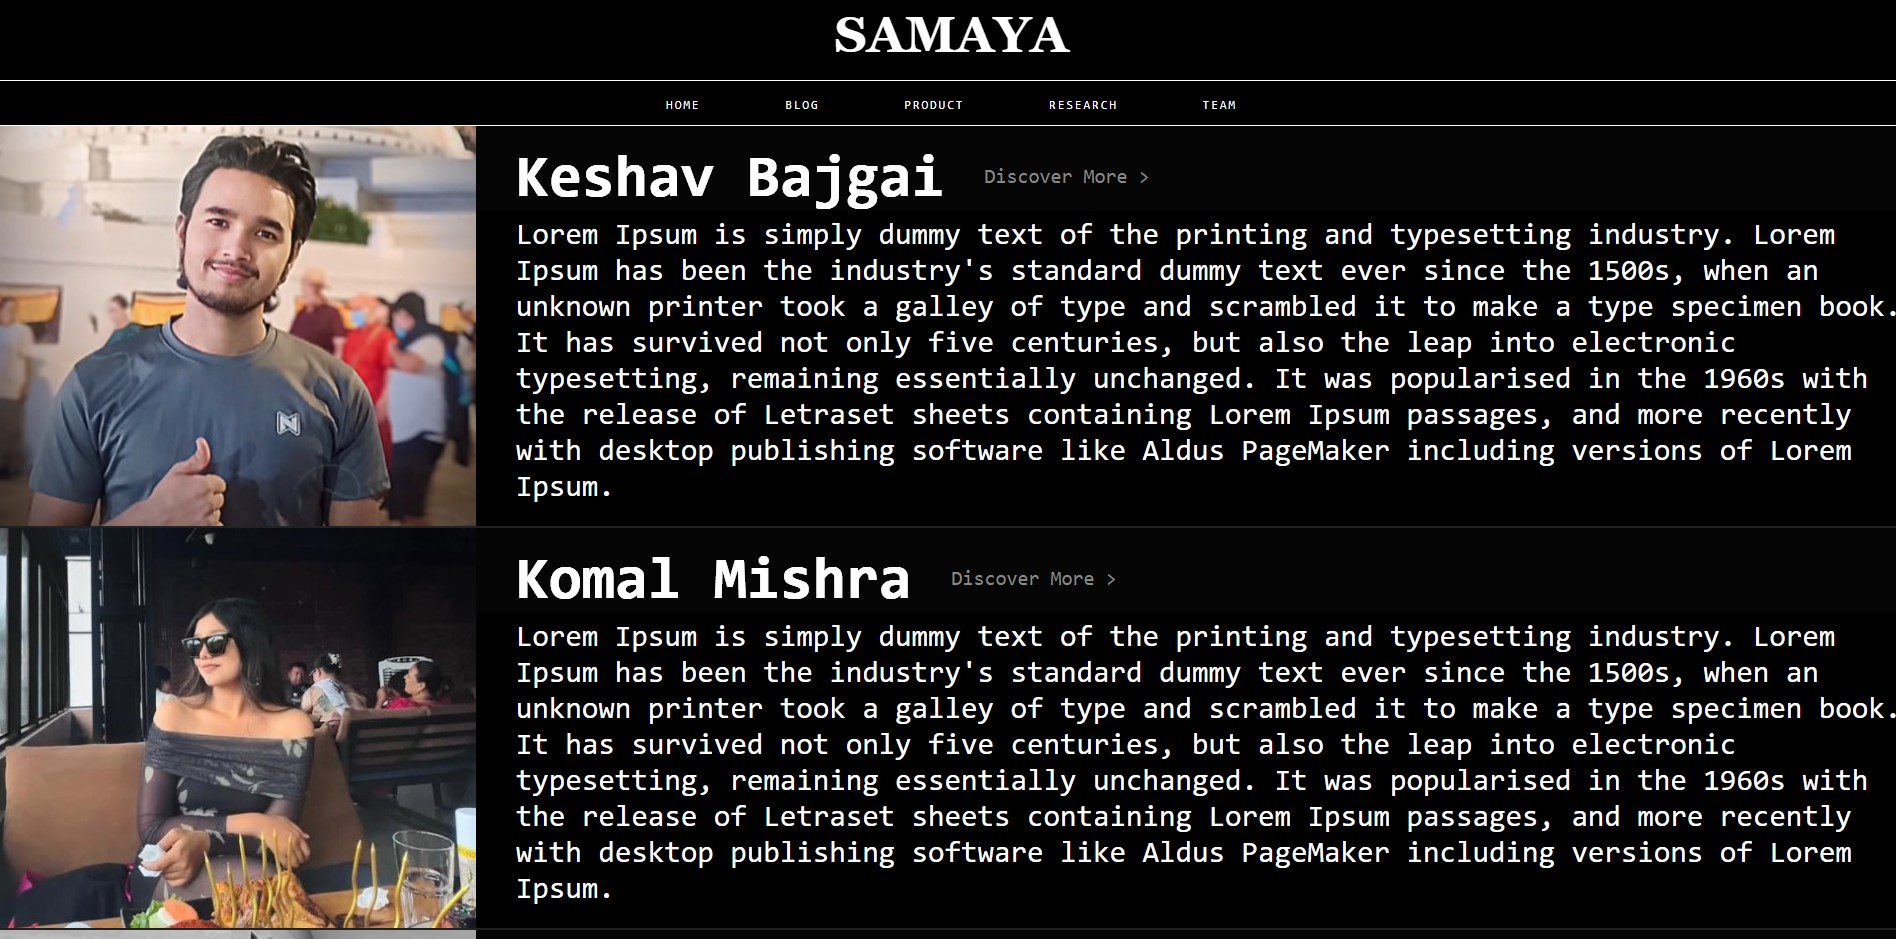 SAMAYA
HOME BLOG PRODUCT RESEARCH TEAM
Keshav Bajgai Discover More >
Lorem Ipsum is simply dummy text of the printing and typesetting industry. Lorem
Ipsum has been the industry's standard dummy text ever since the 1500s, when an
unknown printer took a galley of type and scrambled it to make a type specimen book.
It has survived not only five centuries, but also the leap into electronic
typesetting, remaining essentially unchanged. It was popularised in the 1960s with
the release of Letraset sheets containing Lorem Ipsum passages, and more recently
with desktop publishing software like Aldus PageMaker including versions of Lorem
Ipsum.
Komal Mishra Discover More >
Lorem Ipsum is simply dummy text of the printing and typesetting industry. Lorem
Ipsum has been the industry's standard dummy text ever since the 1500s, when an
unknown printer took a galley of type and scrambled it to make a type specimen book.
It has survived not only five centuries, but also the leap into electronic
typesetting, remaining essentially unchanged. It was popularised in the 1960s with
the release of Letraset sheets containing Lorem Ipsum passages, and more recently
with desktop publishing software like Aldus PageMaker including versions of Lorem
Ipsum.